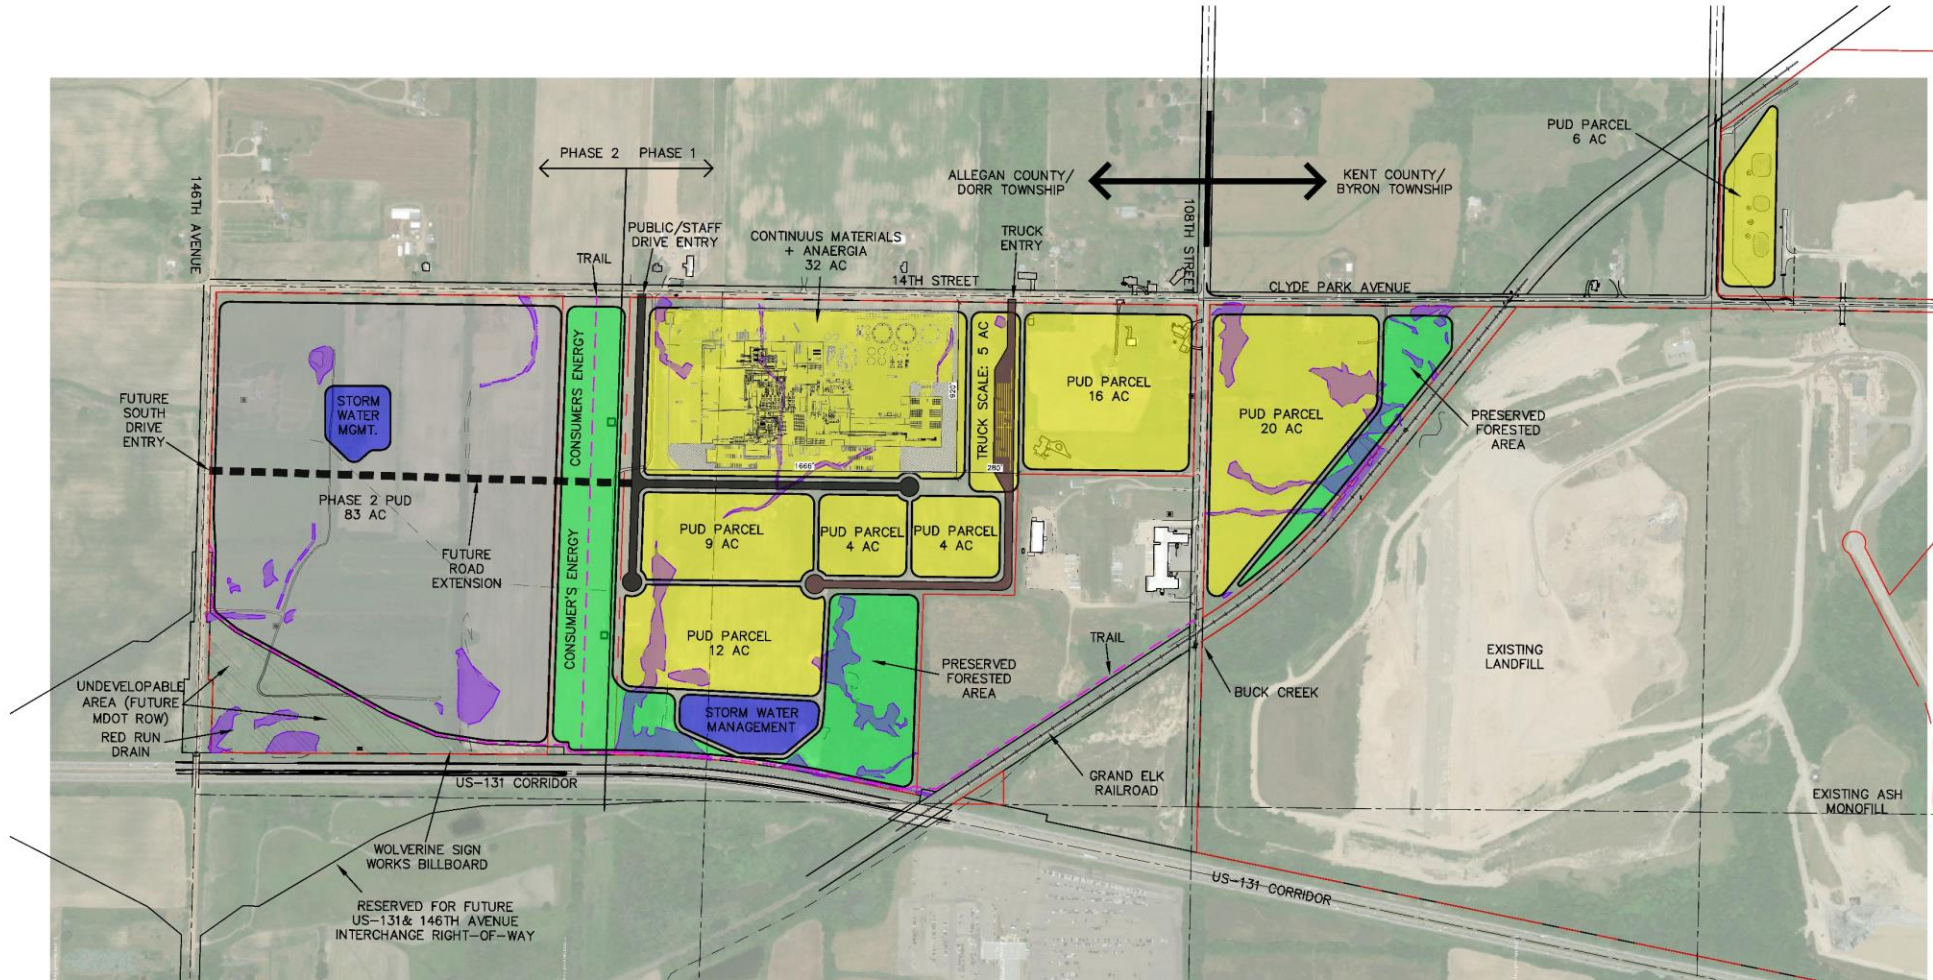 PUD PARCEL
6 AC
PHASE 2
PHASE 1
ALLEGAN COUNTY/
DORR TOWNSHIP
KENT COUNTY/
BYRON TOWNSHIP
146TH AVENUE
TRAIL
PUBLIC/STAFF
DRIVE ENTRY
CONTINUUS MATERIALS
+ ANAERGIA
32 AC
TRUCK
ENTRY
108TH STREET
14TH STREET
CLYDE PARK AVENUE
FUTURE
SOUTH
DRIVE
ENTRY
STORM
WATER
MGMT.
CONSUMERS ENERGY
TRUCK SCALE: 5 AC
PUD PARCEL
16 AC
PUD PARCEL
20 AC
PRESERVED
FORESTED
AREA
1666'
280'
PHASE 2 PUD
83 AC
FUTURE
ROAD
EXTENSION
CONSUMER'S ENERGY
PUD PARCEL
9 AC
PUD PARCEL
4 AC
PUD PARCEL
4 AC
PUD PARCEL
12 AC
PRESERVED
FORESTED
AREA
TRAIL
EXISTING
LANDFILL
UNDEVELOPABLE
AREA (FUTURE
MDOT ROW)
RED RUN
DRAIN
STORM WATER
MANAGEMENT
BUCK CREEK
US-131 CORRIDOR
GRAND ELK
RAILROAD
EXISTING ASH
MONOFILL
WOLVERINE SIGN
WORKS BILLBOARD
US-131 CORRIDOR
RESERVED FOR FUTURE
US-131& 146TH AVENUE
INTERCHANGE RIGHT-OF-WAY